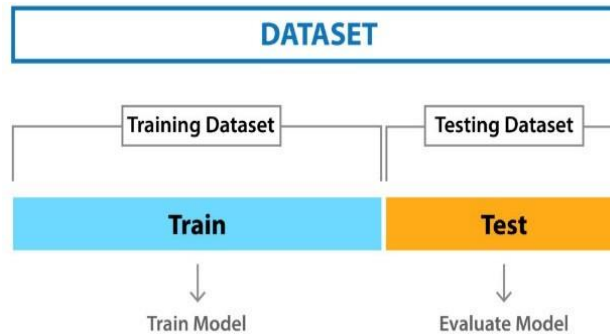 DATASET
Training Dataset
Testing Dataset
Train
Test
Train Model
Evaluate Model